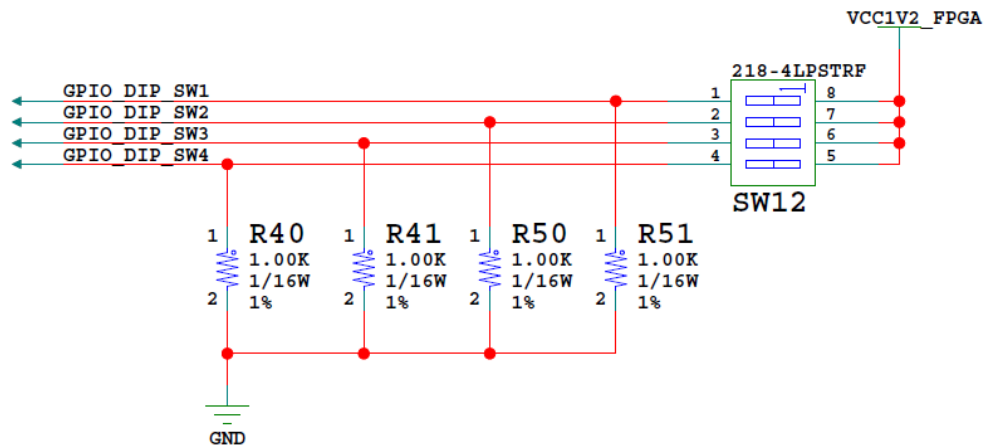 VCC1V2_FPGA
218-4LPSTRF
GPIO_DIP_SW1 1 8
GPIO_DIP_SW2 2 7
GPIO_DIP_SW3 3 6
GPIO_DIP_SW4 4 5
SW12
1 R40 1 R41 1 R50 1 R51
1.00K 1.00K 1.00K 1.00K
1/16W 1/16W 1/16W 1/16W
2 1% 2 1% 2 1% 2 1%
GND